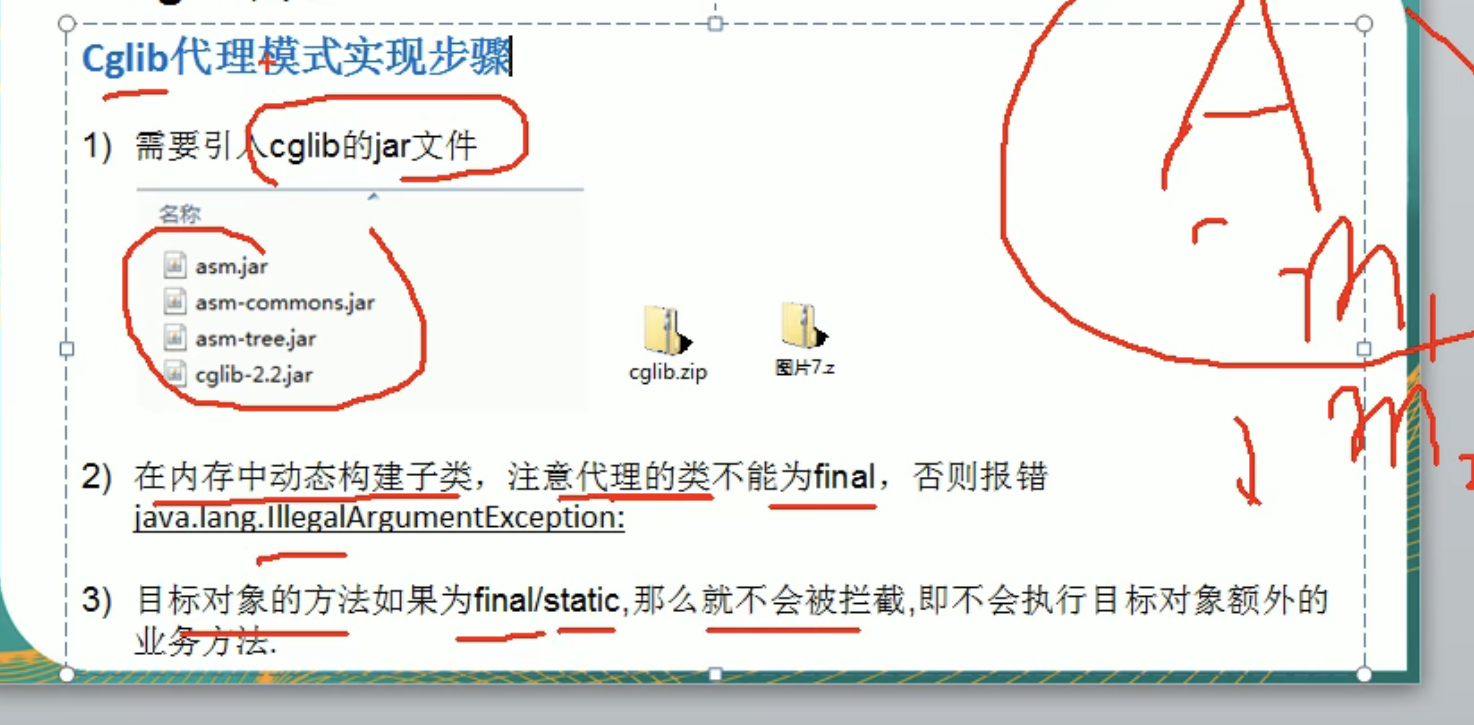 Cglib代理模式实现步骤
1) 需要引入cglib的jar文件
名称
asm.jar
asm-commons.jar
asm-tree.jar
cglib-2.2.jar
cglib.zip
图片7.z
2) 在内存中动态构建子类，注意代理的类不能为final，否则报错
java.lang.IllegalArgumentException:
3) 目标对象的方法如果为final/static,那么就不会被拦截,即不会执行目标对象额外的
业务方法.
A
m
m